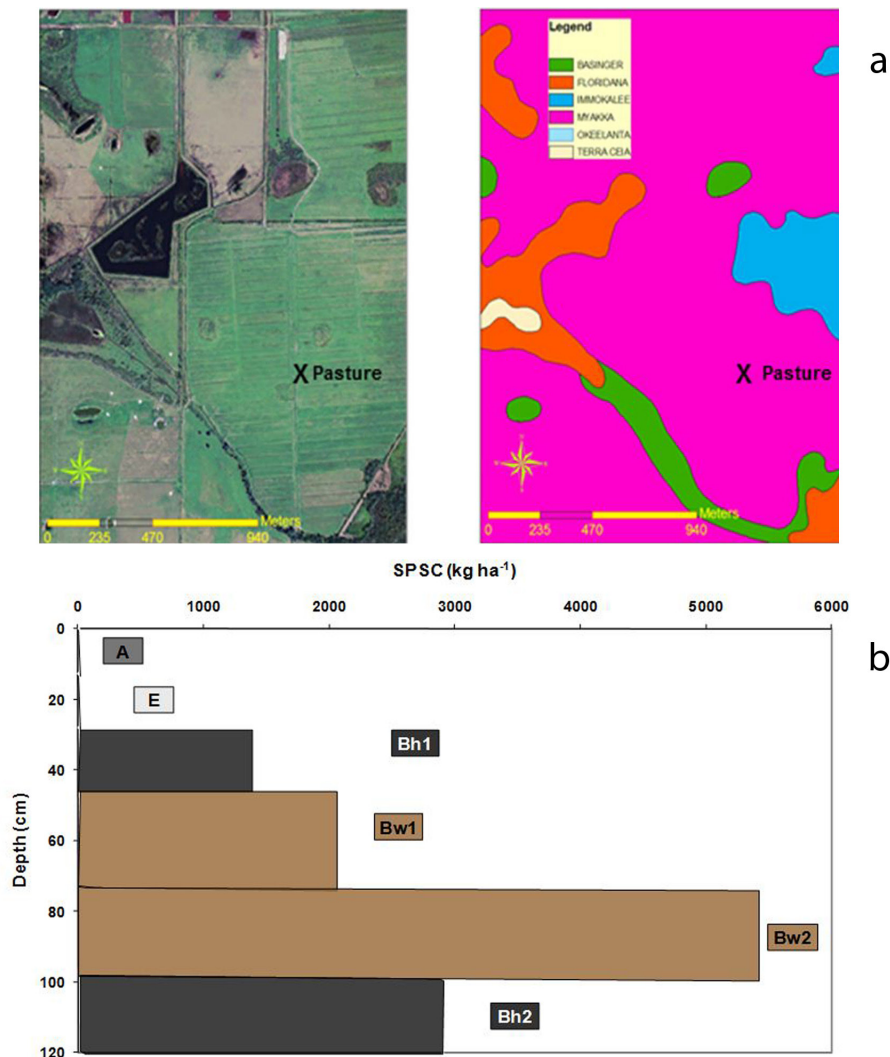 a
Legend
BASINGER
FLORIDANA
IMMOKALEE
MYAKKA
OKEELANTA
TERRA CEIA
X Pasture
X Pasture
Meters
0 235 470 940
Meters
0 235 470 940
b
SPSC (kg ha⁻¹)
0 1000 2000 3000 4000 5000 6000
Depth (cm)
0
20
40
60
80
100
120
A
E
Bh1
Bw1
Bw2
Bh2